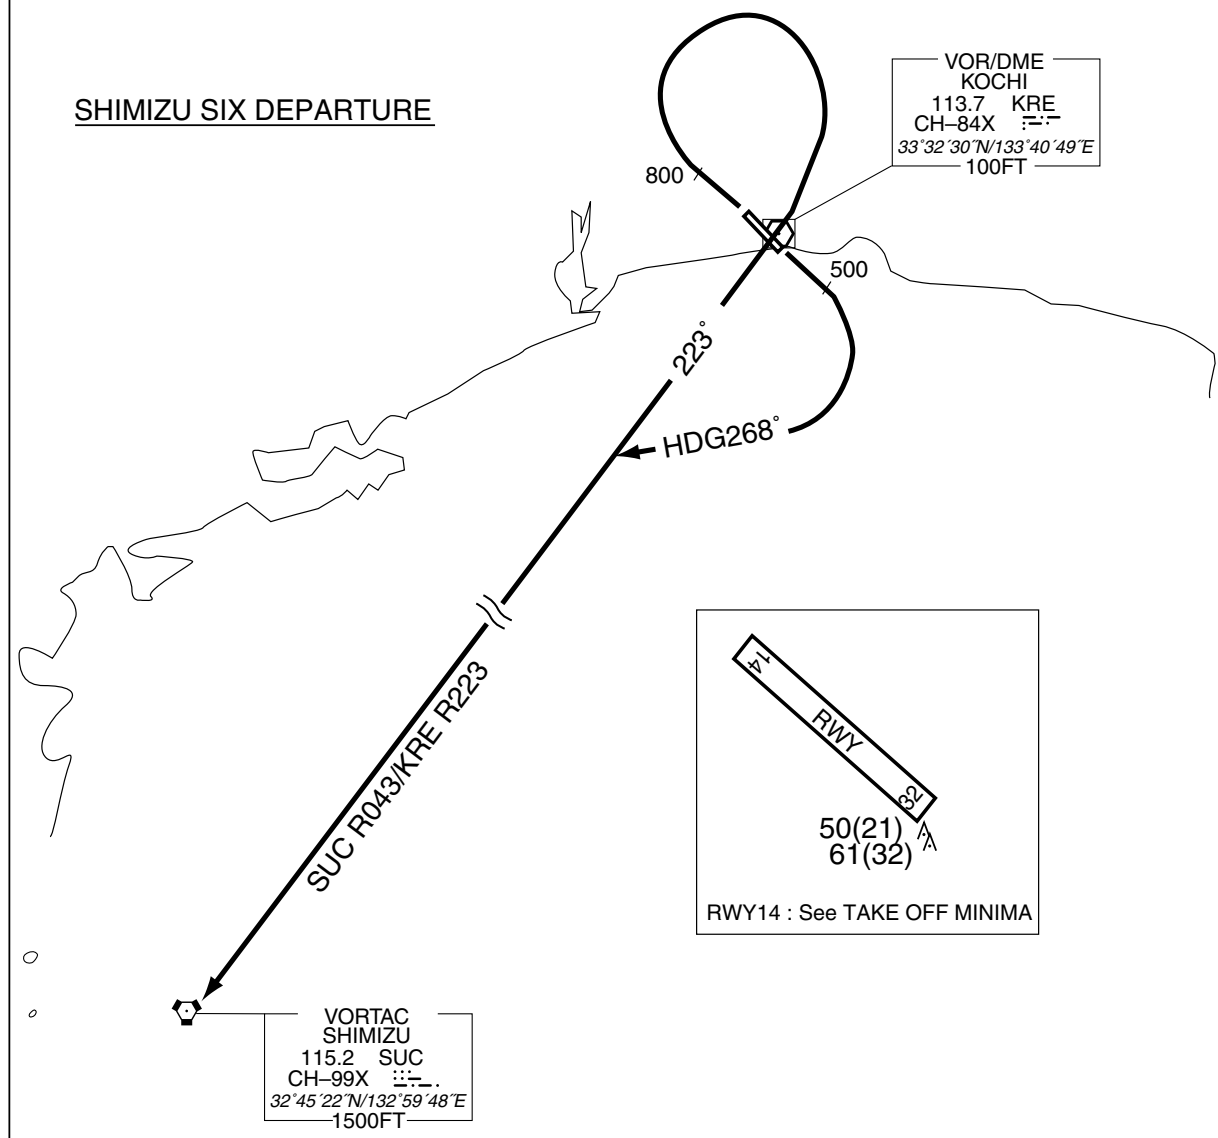 SHIMIZU SIX DEPARTURE
VOR/DME
KOCHI
113.7 KRE
CH–84X
33°32´30˝N/133°40´49˝E
100FT
800
500
223°
HDG268°
SUC R043/KRE R223
14
RWY
32
50(21)
61(32)
RWY14 : See TAKE OFF MINIMA
VORTAC
SHIMIZU
115.2 SUC
CH–99X
32°45´22˝N/132°59´48˝E
1500FT